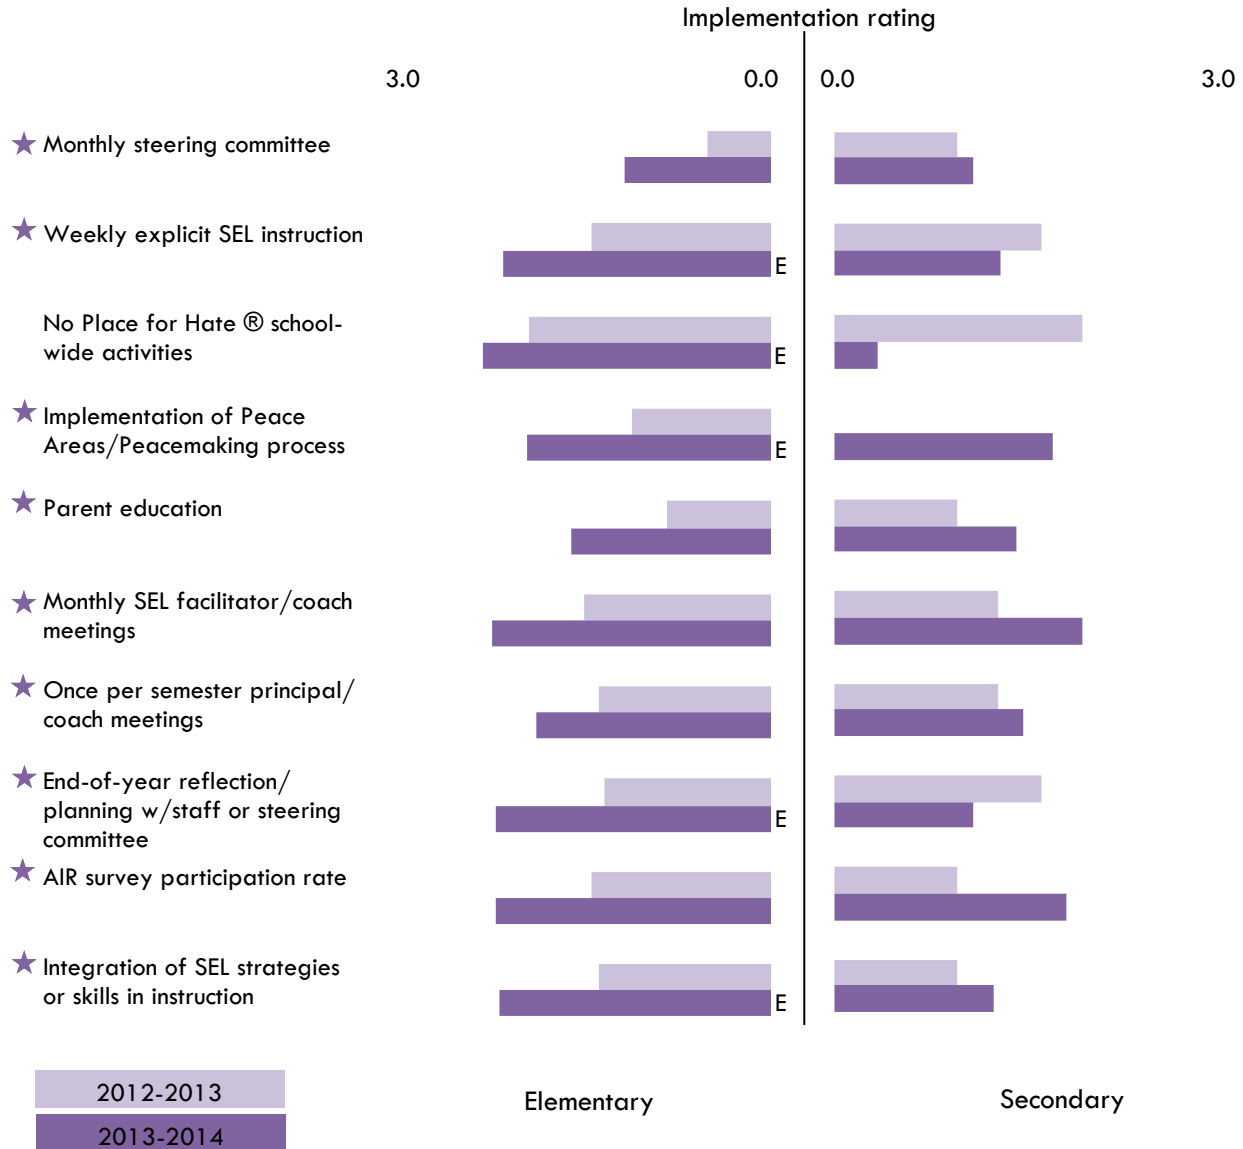 Implementation rating
3.0 0.0 0.0 3.0
Monthly steering committee
Weekly explicit SEL instruction
E
No Place for Hate ® school-
wide activities
E
Implementation of Peace
Areas/Peacemaking process
E
Parent education
Monthly SEL facilitator/coach
meetings
Once per semester principal/
coach meetings
End-of-year reflection/
planning w/staff or steering
committee
E
AIR survey participation rate
Integration of SEL strategies
or skills in instruction
E
2012-2013
2013-2014
Elementary
Secondary